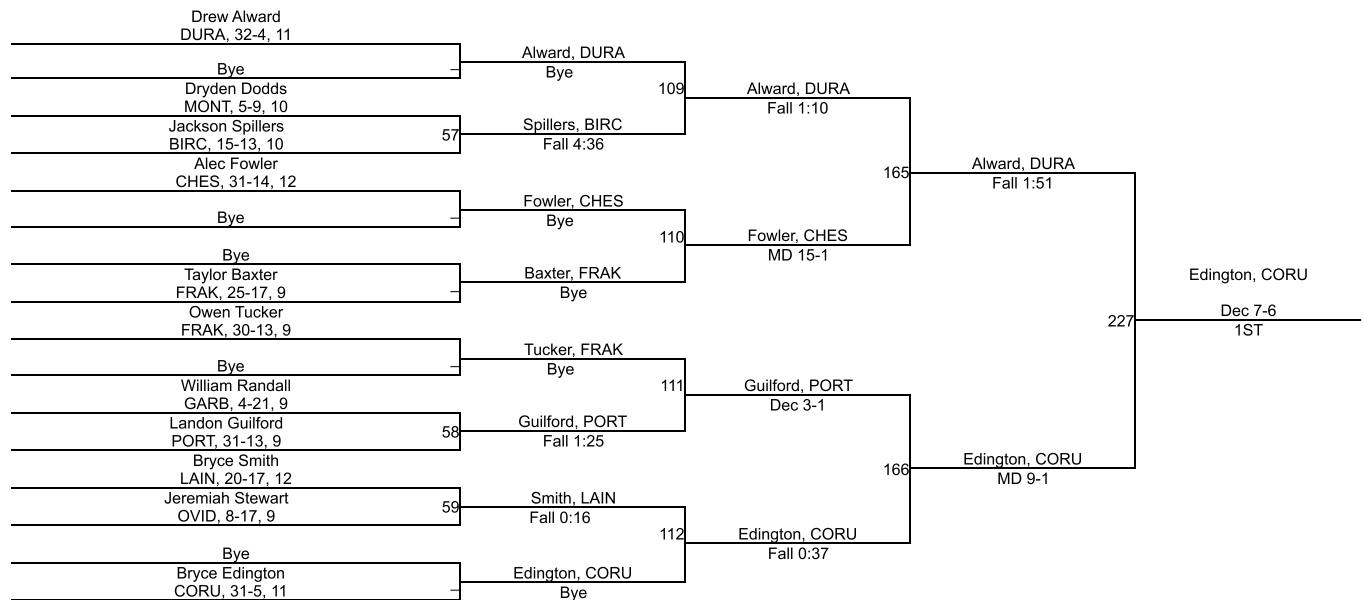 Drew Alward
DURA, 32-4, 11
Bye
–
Dryden Dodds
MONT, 5-9, 10
Jackson Spillers
BIRC, 15-13, 10
57
Alec Fowler
CHES, 31-14, 12
Bye
–
Bye
Taylor Baxter
FRAK, 25-17, 9
–
Owen Tucker
FRAK, 30-13, 9
Bye
–
William Randall
GARB, 4-21, 9
Landon Guilford
PORT, 31-13, 9
58
Bryce Smith
LAIN, 20-17, 12
Jeremiah Stewart
OVID, 8-17, 9
59
Bye
Bryce Edington
CORU, 31-5, 11
–
Alward, DURA
Bye
109
Spillers, BIRC
Fall 4:36
Fowler, CHES
Bye
110
Baxter, FRAK
Bye
Tucker, FRAK
Bye
111
Guilford, PORT
Fall 1:25
Smith, LAIN
Fall 0:16
112
Edington, CORU
Bye
Alward, DURA
Fall 1:10
165
Fowler, CHES
MD 15-1
Guilford, PORT
Dec 3-1
166
Edington, CORU
Fall 0:37
Alward, DURA
Fall 1:51
227
Edington, CORU
MD 9-1
Edington, CORU
Dec 7-6
1ST